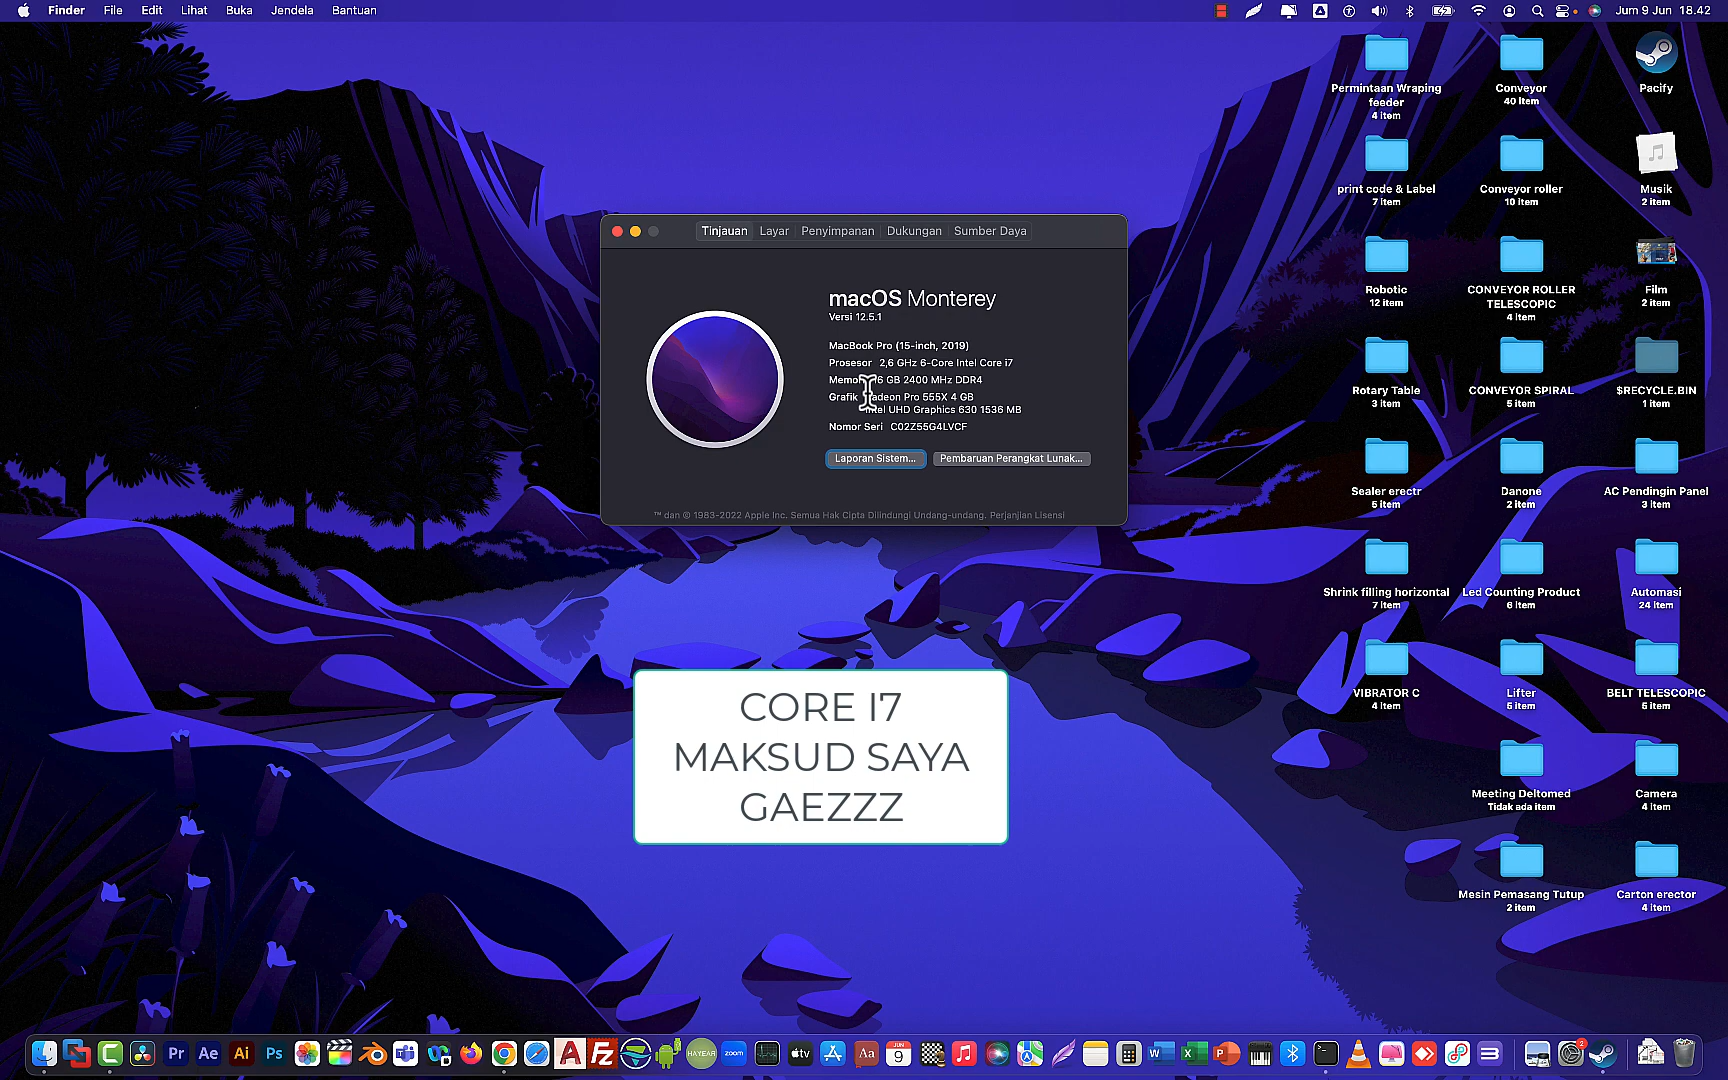 Finder File Edit Lihat Buka Jendela Bantuan
Jum 9 Jun 18.42
Permintaan Wraping
feeder
4 item
Conveyor
40 item
Pacify
print code & Label
7 item
Conveyor roller
10 item
Musik
2 item
Robotic
12 item
CONVEYOR ROLLER
TELESCOPIC
4 item
Film
2 item
Rotary Table
3 item
CONVEYOR SPIRAL
5 item
$RECYCLE.BIN
1 item
Sealer erectr
5 item
Danone
2 item
AC Pendingin Panel
3 item
Shrink filling horizontal
7 item
Led Counting Product
6 item
Automasi
24 item
VIBRATOR C
4 item
Lifter
5 item
BELT TELESCOPIC
5 item
Meeting Deltomed
Tidak ada item
Camera
4 item
Mesin Pemasang Tutup
2 item
Carton erector
4 item
Tinjauan Layar Penyimpanan Dukungan Sumber Daya
macOS Monterey
Versi 12.5.1
MacBook Pro (15-inch, 2019)
Prosesor 2,6 GHz 6-Core Intel Core i7
6 GB 2400 MHz DDR4
Grafik Pro 555X 4 GB
UHD Graphics 630 1536 MB
Nomor Seri C02Z55G4LVCF
Laporan Sistem... Pembaruan Perangkat Lunak...
™ dan © 1983-2022 Apple Inc. Semua Hak Cipta Dilindungi Undang-undang. Perjanjian Lisensi
CORE I7
MAKSUD SAYA
GAEZZZ
Pr Ae Ai Ps
HAYEAR zoom tv Aa
JUN
9
2